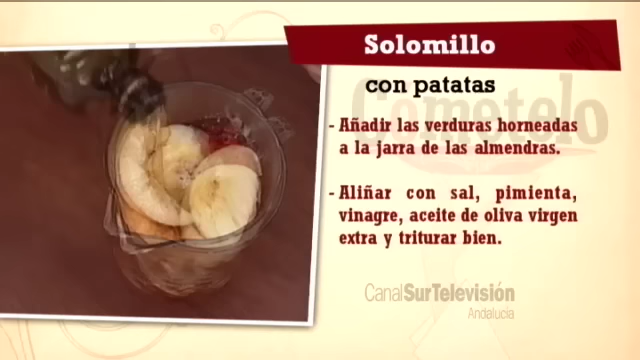 Solomillo
con patatas
Cómetelo
- Añadir las verduras horneadas
a la jarra de las almendras.
- Aliñar con sal, pimienta,
vinagre, aceite de oliva virgen
extra y triturar bien.
CanalSurTelevisión
Andalucía